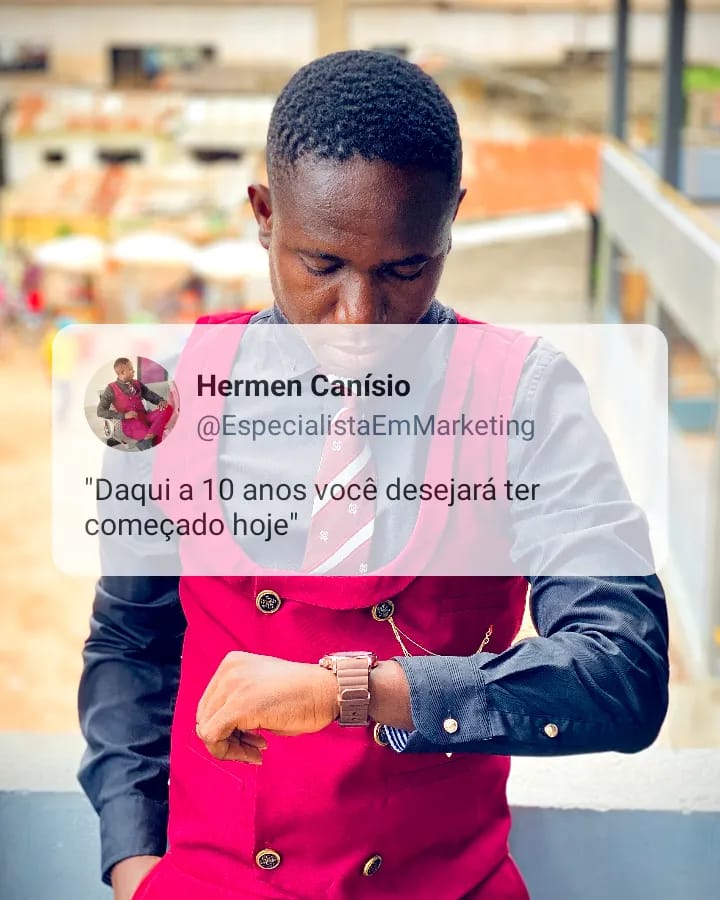 Hermen Canísio
@EspecialistaEmMarketing
"Daqui a 10 anos você desejará ter
começado hoje"